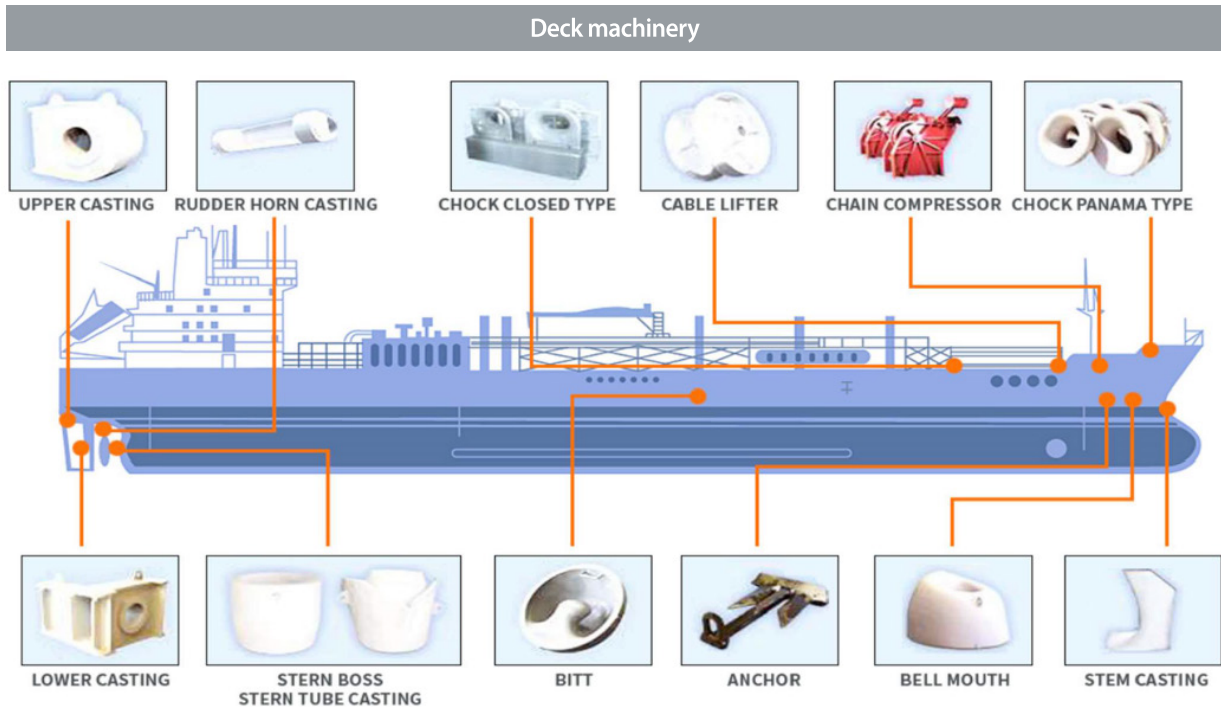 Deck machinery
UPPER CASTING
RUDDER HORN CASTING
CHOCK CLOSED TYPE
CABLE LIFTER
CHAIN COMPRESSOR
CHOCK PANAMA TYPE
LOWER CASTING
STERN BOSS
STERN TUBE CASTING
BITT
ANCHOR
BELL MOUTH
STEM CASTING